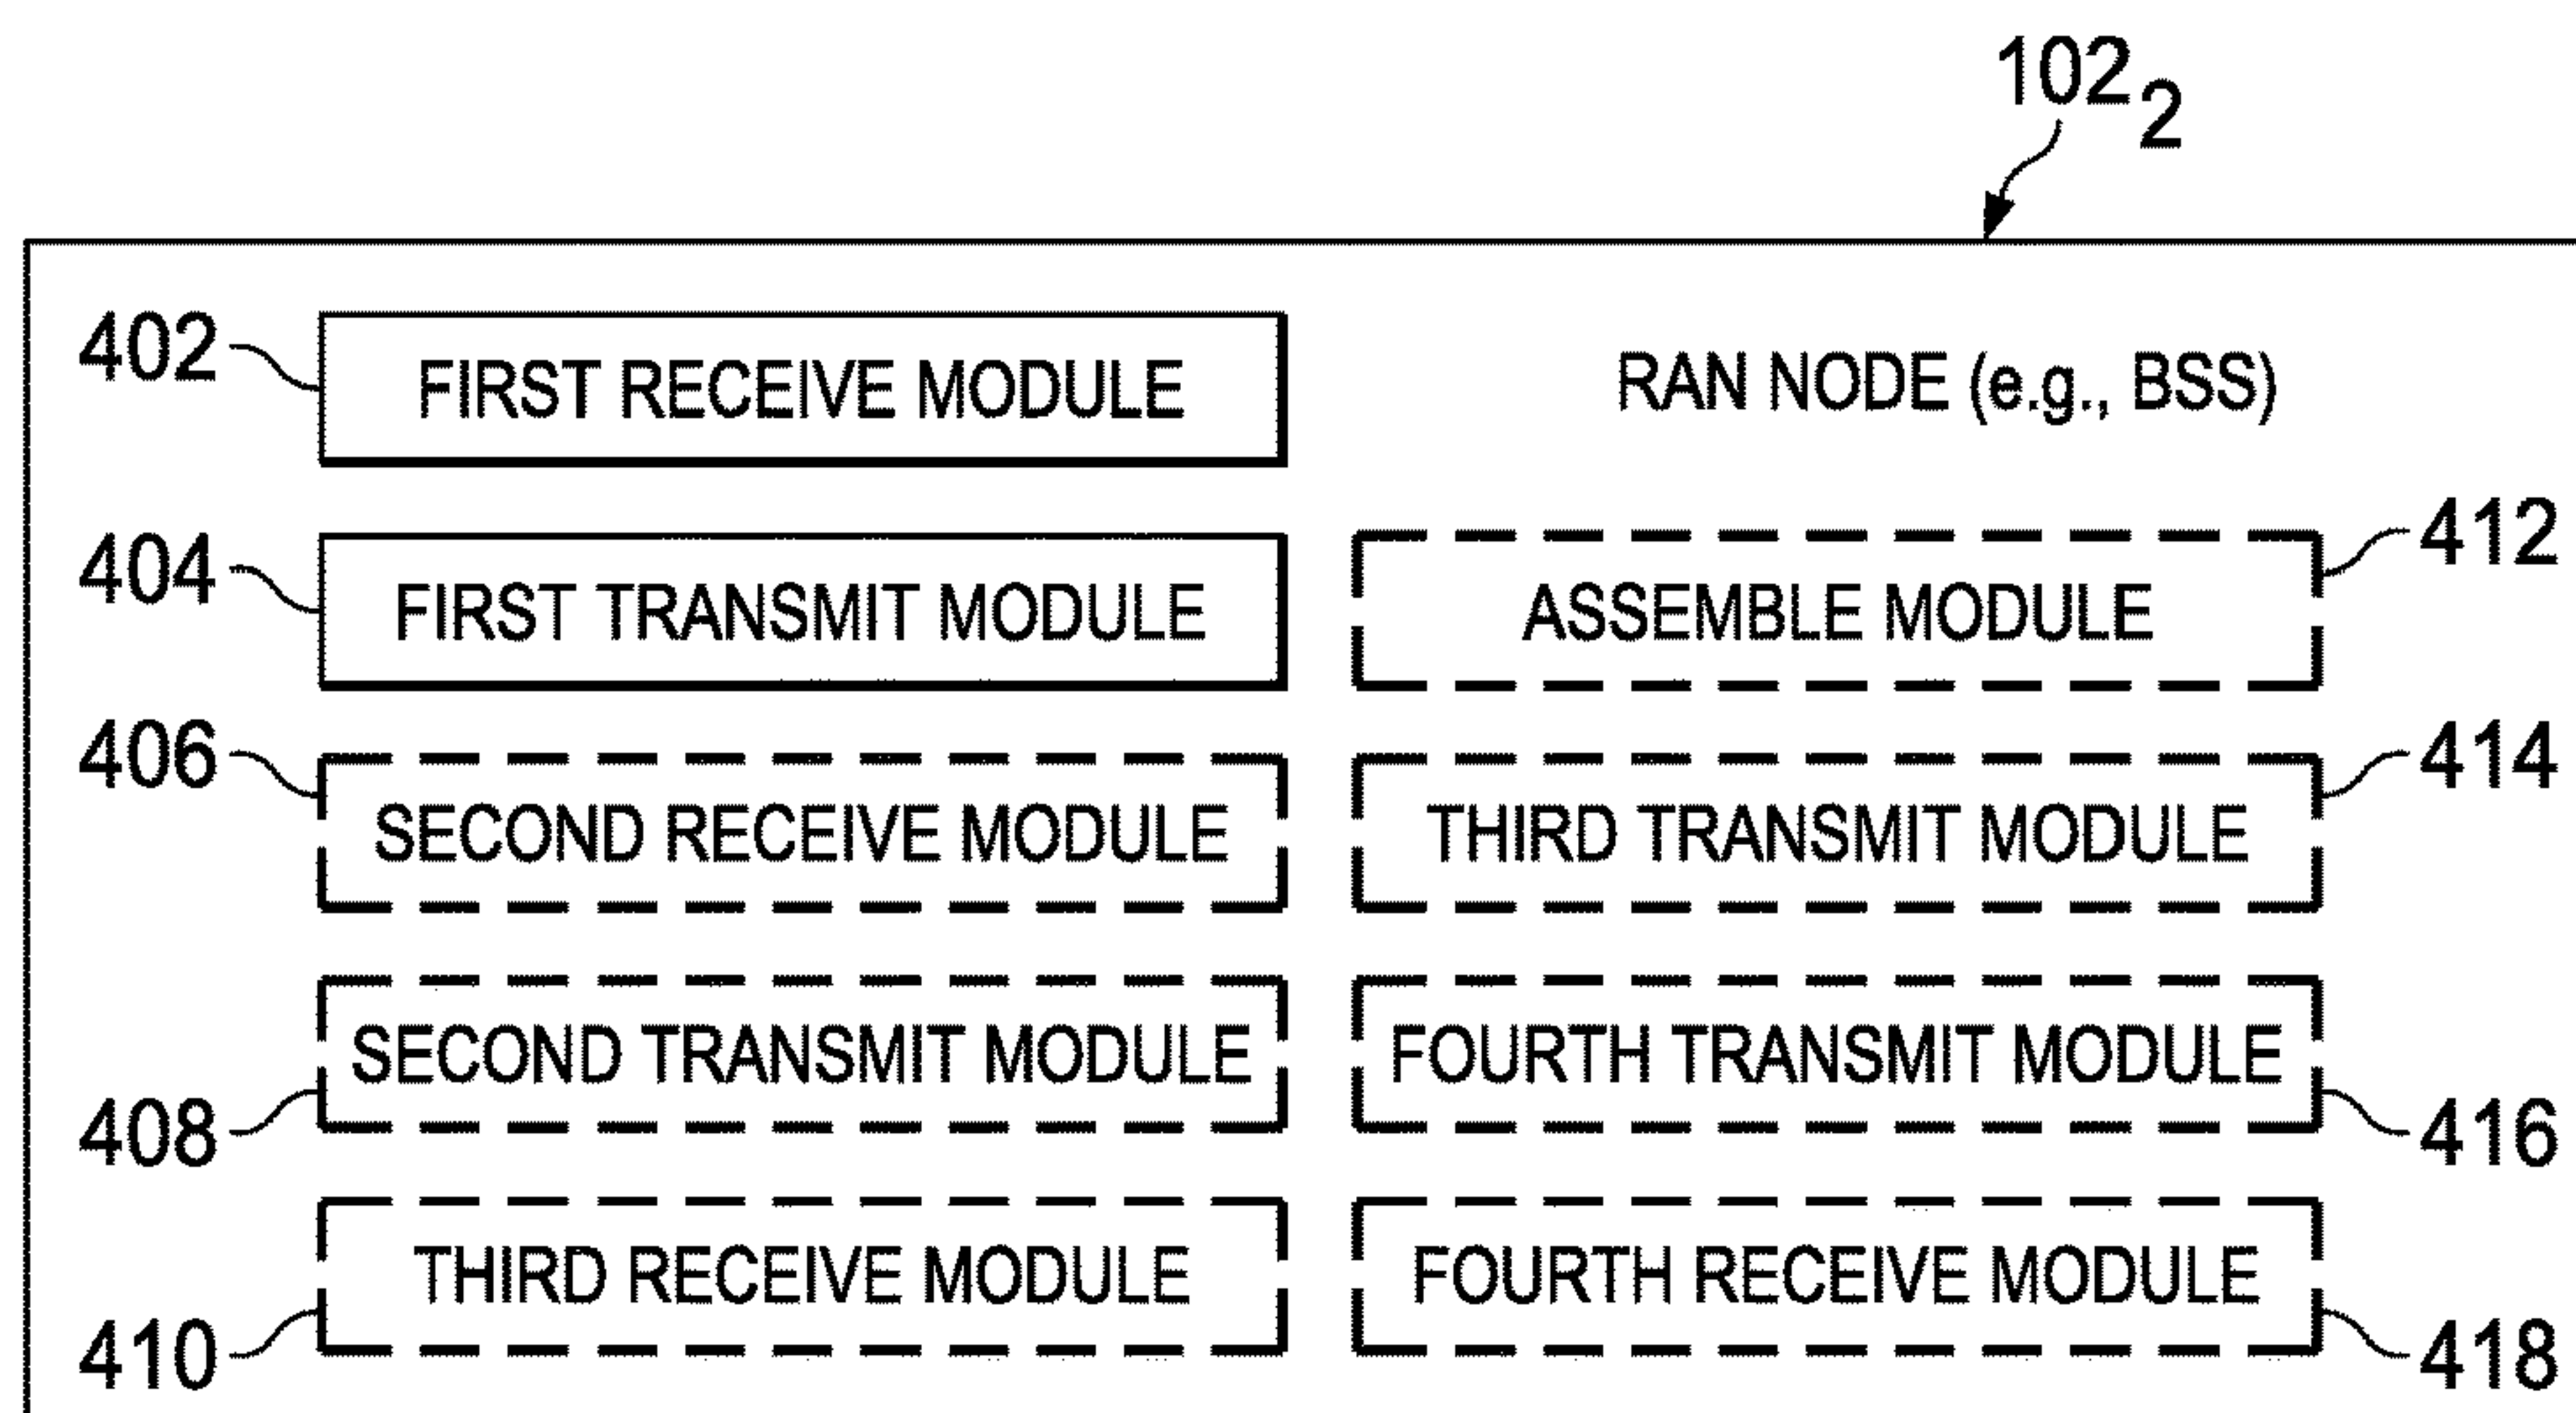 102₂
402 FIRST RECEIVE MODULE RAN NODE (e.g., BSS)
404 FIRST TRANSMIT MODULE ASSEMBLE MODULE 412
406 SECOND RECEIVE MODULE THIRD TRANSMIT MODULE 414
408 SECOND TRANSMIT MODULE FOURTH TRANSMIT MODULE 416
410 THIRD RECEIVE MODULE FOURTH RECEIVE MODULE 418